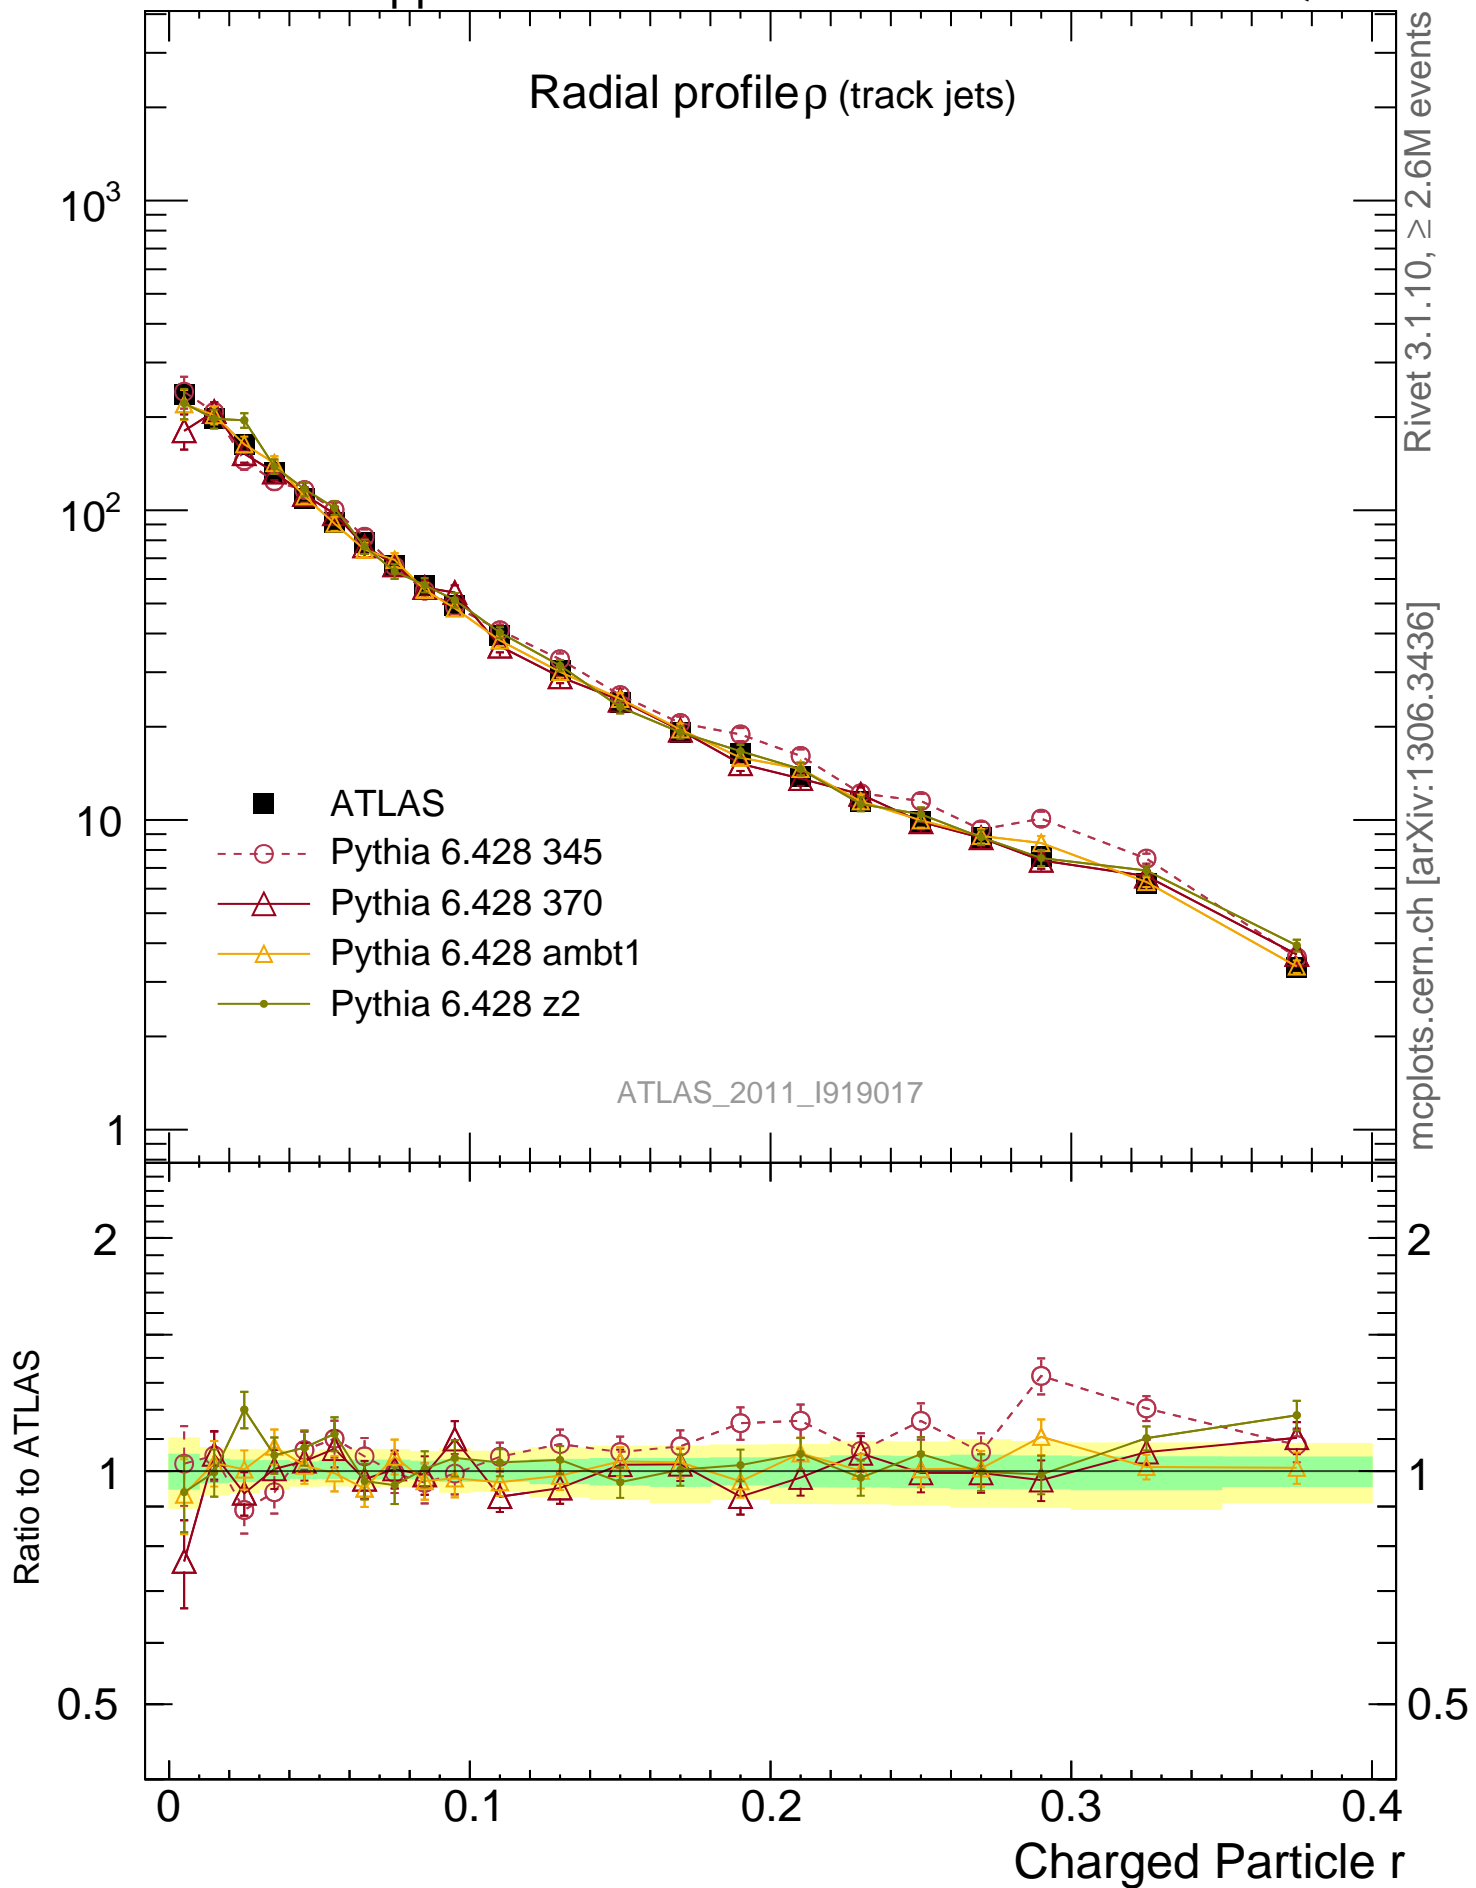 pp
Radial profile ρ (track jets)
10³
10²
10
1
ATLAS
Pythia 6.428 345
Pythia 6.428 370
Pythia 6.428 ambt1
Pythia 6.428 z2
ATLAS_2011_I919017
Rivet 3.1.10, ≥ 2.6M events
mcplots.cern.ch [arXiv:1306.3436]
Ratio to ATLAS
2
1
0.5
2
1
0.5
0
0.1
0.2
0.3
0.4
Charged Particle r